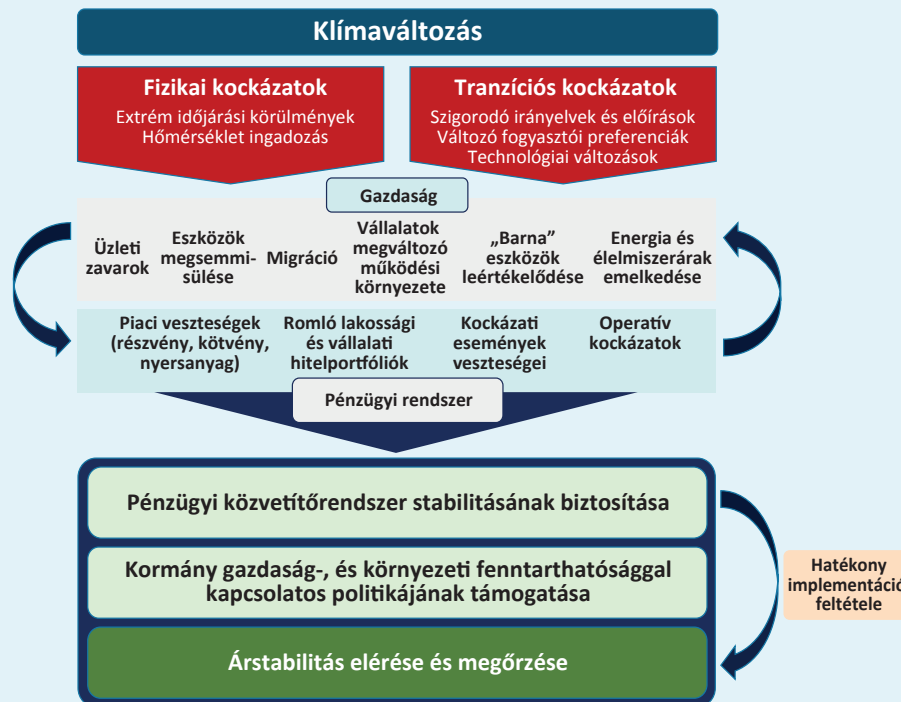 Klímaváltozás
Fizikai kockázatok
Extrém időjárási körülmények
Hőmérséklet ingadozás
Tranzíciós kockázatok
Szigorodó irányelvek és előírások
Változó fogyasztói preferenciák
Technológiai változások
Gazdaság
Üzleti
zavarok
Eszközök
megsemmi-
sülése
Migráció
Vállalatok
megváltozó
működési
környezete
„Barna”
eszközök
leértékelődése
Energia és
élelmiszerárak
emelkedése
Piaci veszteségek
(részvény, kötvény,
nyersanyag)
Romló lakossági
és vállalati
hitelportfóliók
Kockázati
események
veszteségei
Operatív
kockázatok
Pénzügyi rendszer
Pénzügyi közvetítőrendszer stabilitásának biztosítása
Kormány gazdaság-, és környezeti fenntarthatósággal
kapcsolatos politikájának támogatása
Árstabilitás elérése és megőrzése
Hatékony
implementáció
feltétele